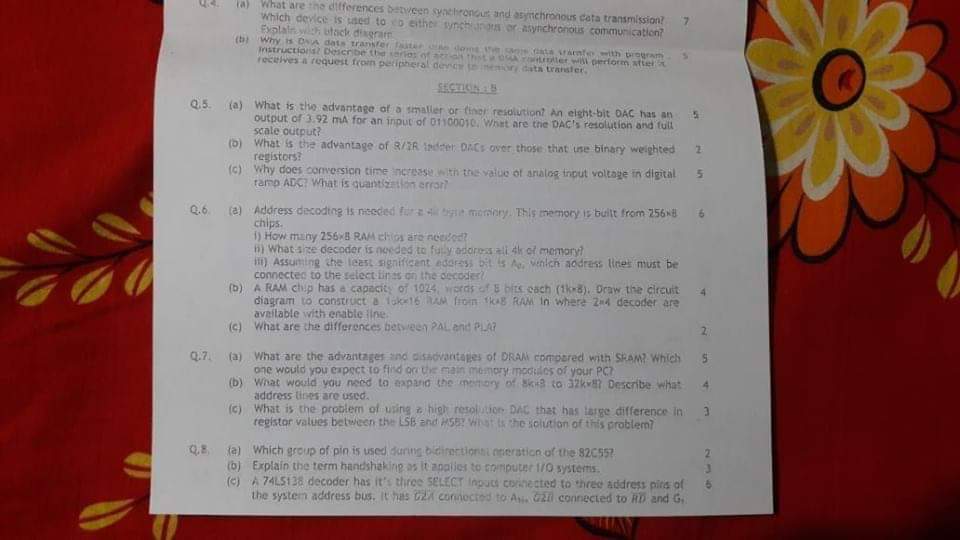 Q.4. (a) What are the differences between synchronous and asynchronous data transmission? 7
Which device is used to do either synchronous or asynchronous communication?
Explain with block diagram.
(b) Why is DMA data transfer faster than doing the same data transfer with program 5
instructions? Describe the series of action that a DMA controller will perform after it
receives a request from peripheral device to memory data transfer.
SECTION : B
Q.5. (a) What is the advantage of a smaller or finer resolution? An eight-bit DAC has an 5
output of 3.92 mA for an input of 01100010. What are the DAC's resolution and full
scale output?
(b) What is the advantage of R/2R ladder DACs over those that use binary weighted 2
registors?
(c) Why does conversion time increase with the value of analog input voltage in digital 5
ramp ADC? What is quantization error?
Q.6. (a) Address decoding is needed for a 4k byte memory. This memory is built from 256×8 6
chips.
i) How many 256×8 RAM chips are needed?
ii) What size decoder is needed to fully address all 4k of memory?
iii) Assuming the least significant address bit is A₀, which address lines must be
connected to the select lines on the decoder?
(b) A RAM chip has a capacity of 1024, words of 8 bits each (1k×8). Draw the circuit 4
diagram to construct a 16k×16 RAM from 1k×8 RAM in where 2×4 decoder are
available with enable line.
(c) What are the differences between PAL and PLA? 2
Q.7. (a) What are the advantages and disadvantages of DRAM compared with SRAM? Which 5
one would you expect to find on the main memory modules of your PC?
(b) What would you need to expand the memory of 8k×8 to 32k×8? Describe what 4
address lines are used.
(c) What is the problem of using a high resolution DAC that has large difference in 3
registor values between the LSB and MSB? What is the solution of this problem?
Q.8. (a) Which group of pin is used during bidirectional operation of the 82C55? 2
(b) Explain the term handshaking as it applies to computer I/O systems. 3
(c) A 74LS138 decoder has it's three SELECT inputs connected to three address pins of 6
the system address bus. It has G2A connected to G2B connected to RD and G₁